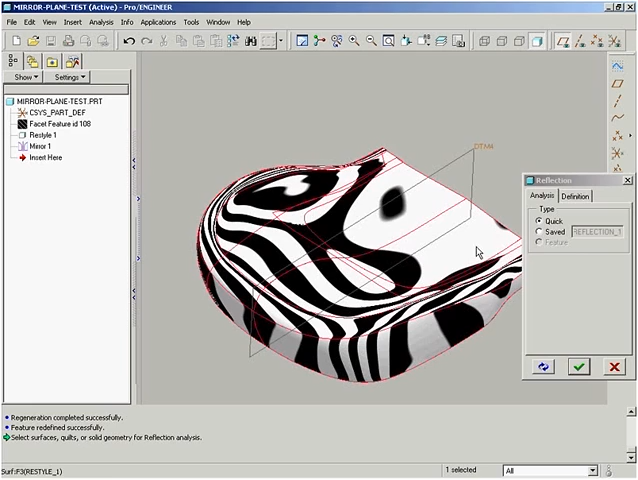 MIRROR-PLANE-TEST (Active) - Pro/ENGINEER
File Edit View Insert Analysis Info Applications Tools Window Help
Show Settings
MIRROR-PLANE-TEST.PRT
CSYS_PART_DEF
Facet Feature id 108
Restyle 1
Mirror 1
Insert Here
DTM4
Reflection
Analysis Definition
Type
Quick
Saved REFLECTION_1
Feature
Regeneration completed successfully.
Feature redefined successfully.
Select surfaces, quilts, or solid geometry for Reflection analysis.
Surf:F3(RESTYLE_1) 1 selected All